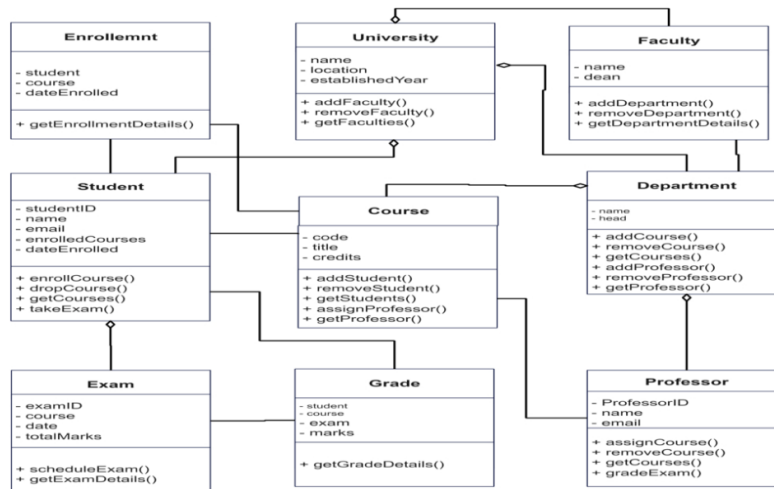 Enrollemnt
- student
- course
- dateEnrolled
+ getEnrollmentDetails()
University
- name
- location
- establishedYear
+ addFaculty()
+ removeFaculty()
+ getFaculties()
Faculty
- name
- dean
+ addDepartment()
+ removeDepartment()
+ getDepartmentDetails()
Student
- studentID
- name
- email
- enrolledCourses
- dateEnrolled
+ enrollCourse()
+ dropCourse()
+ getCourses()
+ takeExam()
Course
- code
- title
- credits
+ addStudent()
+ removeStudent()
+ getStudents()
+ assignProfessor()
+ getProfessor()
Department
- name
- head
+ addCourse()
+ removeCourse()
+ getCourses()
+ addProfessor()
+ removeProfessor()
+ getProfessor()
Exam
- examID
- course
- date
- totalMarks
+ scheduleExam()
+ getExamDetails()
Grade
- student
- course
- exam
- marks
+ getGradeDetails()
Professor
- ProfessorID
- name
- email
+ assignCourse()
+ removeCourse()
+ getCourses()
+ gradeExam()